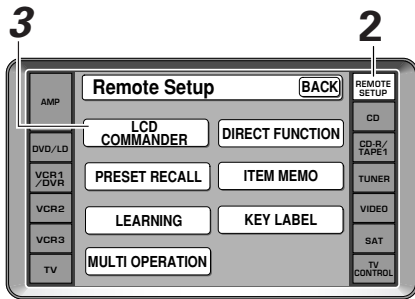 3
2
Remote Setup
BACK
AMP
DVD/LD
VCR1
/DVR
VCR2
VCR3
TV
LCD
COMMANDER
DIRECT FUNCTION
PRESET RECALL
ITEM MEMO
LEARNING
KEY LABEL
MULTI OPERATION
REMOTE
SETUP
CD
CD-R/
TAPE1
TUNER
VIDEO
SAT
TV
CONTROL